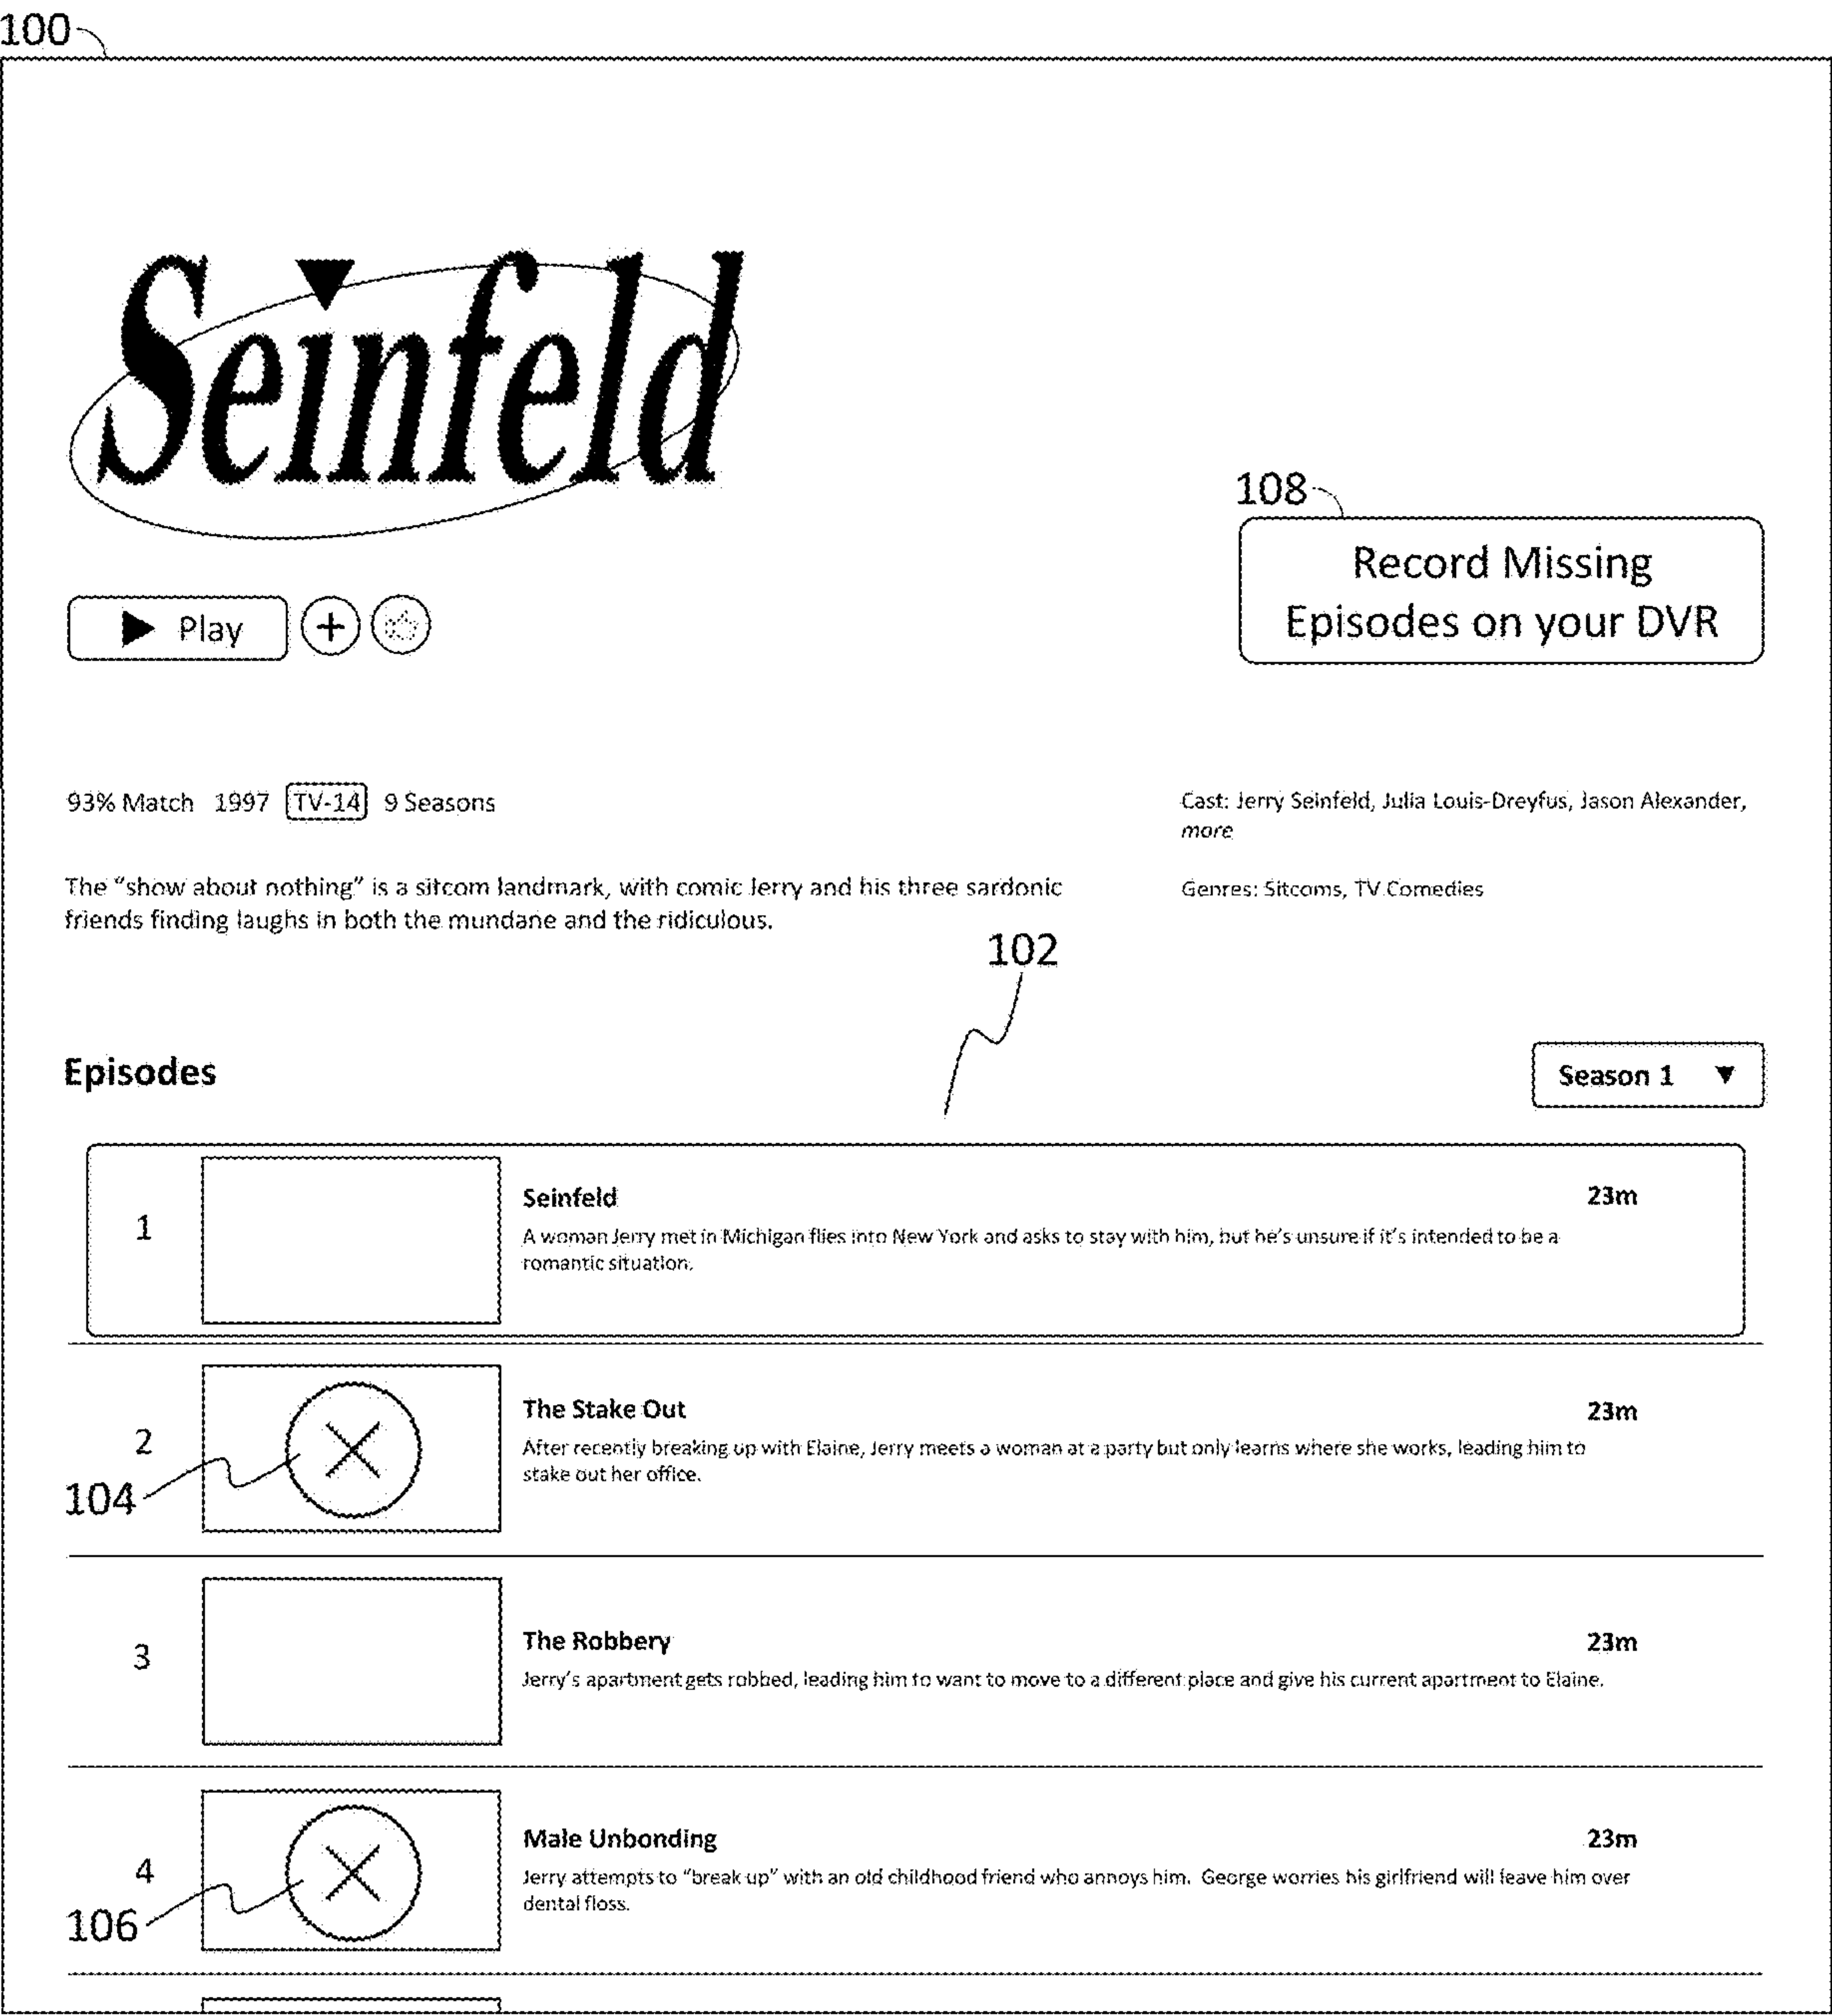 100
Seinfeld
108
Record Missing
Episodes on your DVR
Play
93% Match 1997 TV-14 9 Seasons
Cast: Jerry Seinfeld, Julia Louis-Dreyfus, Jason Alexander,
more
The “show about nothing” is a sitcom landmark, with comic Jerry and his three sardonic
friends finding laughs in both the mundane and the ridiculous.
Genres: Sitcoms, TV Comedies
102
Episodes
Season 1
1
Seinfeld
23m
A woman Jerry met in Michigan flies into New York and asks to stay with him, but he’s unsure if it’s intended to be a
romantic situation.
2
The Stake Out
23m
After recently breaking up with Elaine, Jerry meets a woman at a party but only learns where she works, leading him to
stake out her office.
104
3
The Robbery
23m
Jerry’s apartment gets robbed, leading him to want to move to a different place and give his current apartment to Elaine.
4
Male Unbonding
23m
Jerry attempts to “break up” with an old childhood friend who annoys him. George worries his girlfriend will leave him over
dental floss.
106